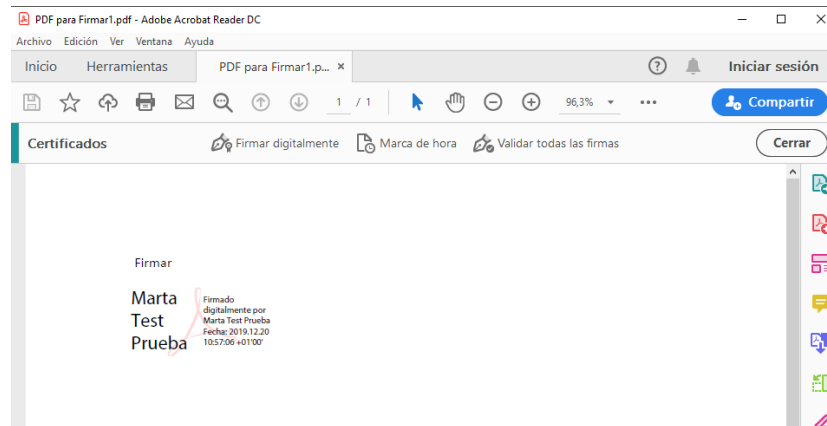 PDF para Firmar1.pdf - Adobe Acrobat Reader DC
Archivo Edición Ver Ventana Ayuda
Inicio Herramientas PDF para Firmar1.p... × ? Iniciar sesión
1 / 1 96,3% Compartir
Certificados Firmar digitalmente Marca de hora Validar todas las firmas Cerrar
Firmar
Marta
Test
Prueba
Firmado
digitalmente por
Marta Test Prueba
Fecha: 2019.12.20
10:57:06 +01'00'